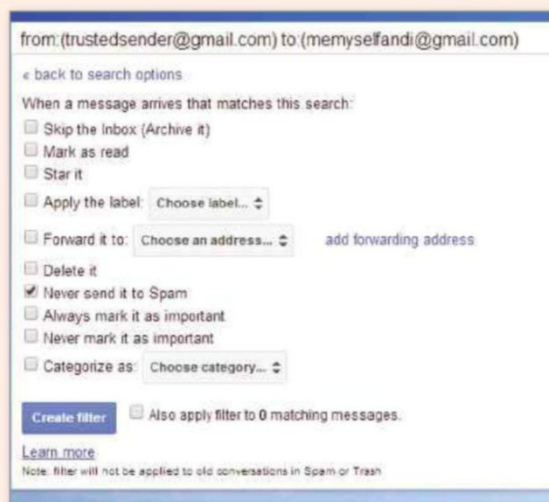 from:(trustedsender@gmail.com) to:(memyselfandi@gmail.com)
« back to search options
When a message arrives that matches this search:
Skip the Inbox (Archive it)
Mark as read
Star it
Apply the label: Choose label...
Forward it to: Choose an address... add forwarding address
Delete it
Never send it to Spam
Always mark it as important
Never mark it as important
Categorize as: Choose category...
Create filter Also apply filter to 0 matching messages.
Learn more
Note: filter will not be applied to old conversations in Spam or Trash